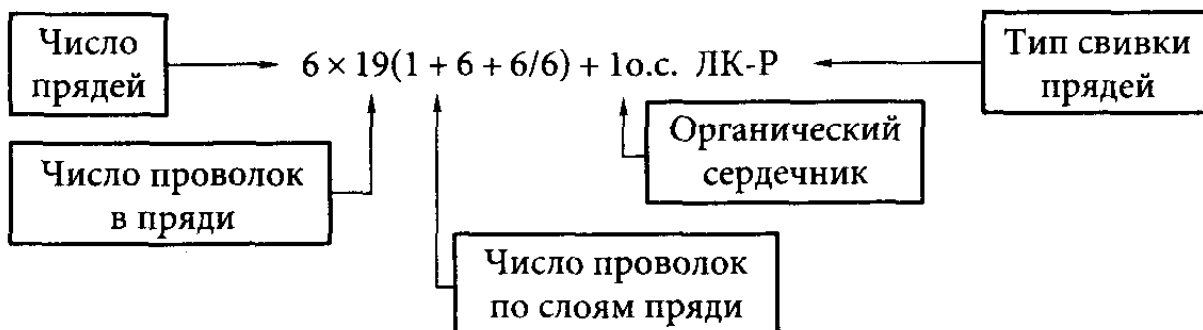 Число
прядей
6 × 19(1 + 6 + 6/6) + 1о.с. ЛК-Р
Тип свивки
прядей
Число проволок
в пряди
Органический
сердечник
Число проволок
по слоям пряди